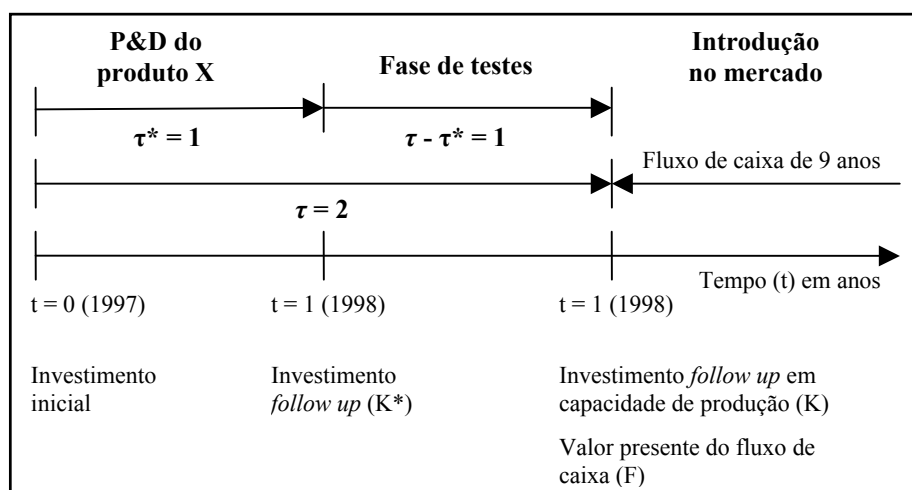 P&D do
produto X
Fase de testes
Introdução
no mercado
τ* = 1
τ - τ* = 1
Fluxo de caixa de 9 anos
τ = 2
Tempo (t) em anos
t = 0 (1997)
t = 1 (1998)
t = 1 (1998)
Investimento
inicial
Investimento
follow up (K*)
Investimento follow up em
capacidade de produção (K)
Valor presente do fluxo de
caixa (F)